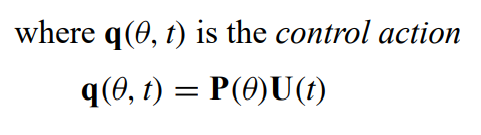 where q(θ, t) is the control action
q(θ, t) = P(θ)U(t)